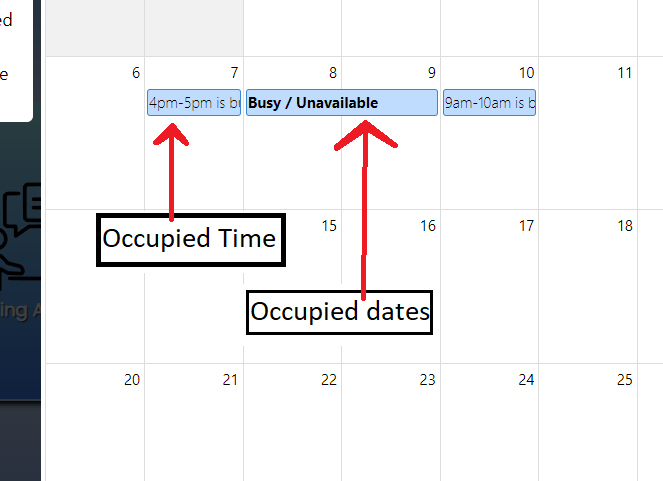 ed
e
6 7 8 9 10 11
4pm-5pm is b Busy / Unavailable 9am-10am is b
Occupied Time
15 16 17 18
Occupied dates
ing A
20 21 22 23 24 25